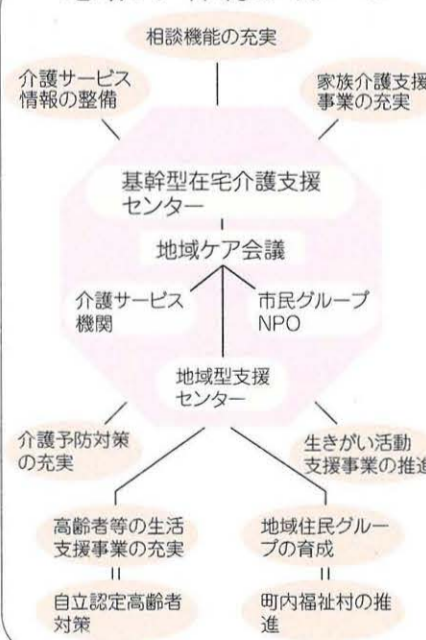 相談機能の充実
介護サービス
情報の整備
家族介護支援
事業の充実
基幹型在宅介護支援
センター
地域ケア会議
介護サービス
機関
市民グループ
NPO
地域型支援
センター
介護予防対策
の充実
生きがい活動
支援事業の推進
高齢者等の生活
支援事業の充実
地域住民グルー
プの育成
自立認定高齢者
対策
町内福祉村の推
進